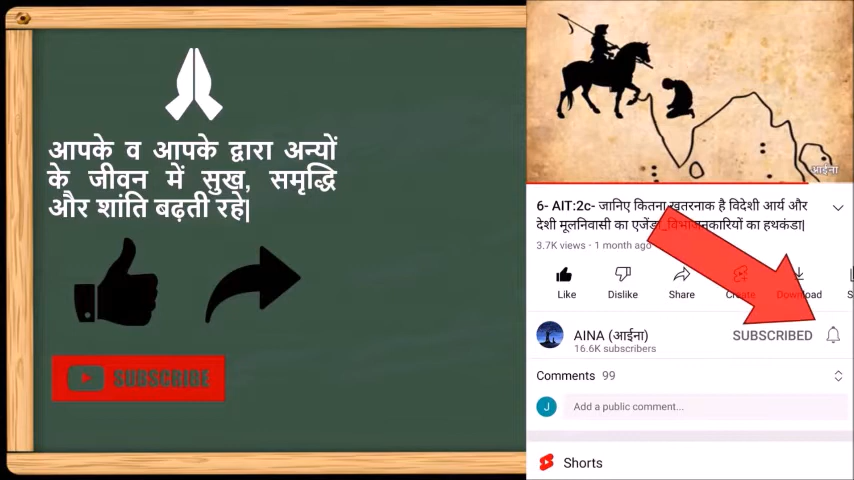 आपके व आपके द्वारा अन्यों
के जीवन में सुख, समृद्धि
और शांति बढ़ती रहे|
SUBSCRIBE
आईना
6- AIT:2c- जानिए कितना खतरनाक है विदेशी आर्य और
देशी मूलनिवासी का एजेंडा_विभाजनकारियों का हथकंडा|
3.7K views · 1 month ago
Like Dislike Share Create Download
AINA (आईना)
SUBSCRIBED
16.6K subscribers
Comments 99
J
Add a public comment...
Shorts